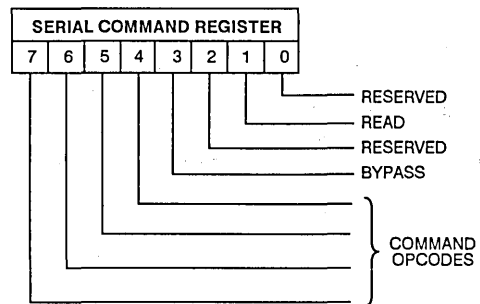 SERIAL COMMAND REGISTER
7 6 5 4 3 2 1 0
RESERVED
READ
RESERVED
BYPASS
COMMAND
OPCODES